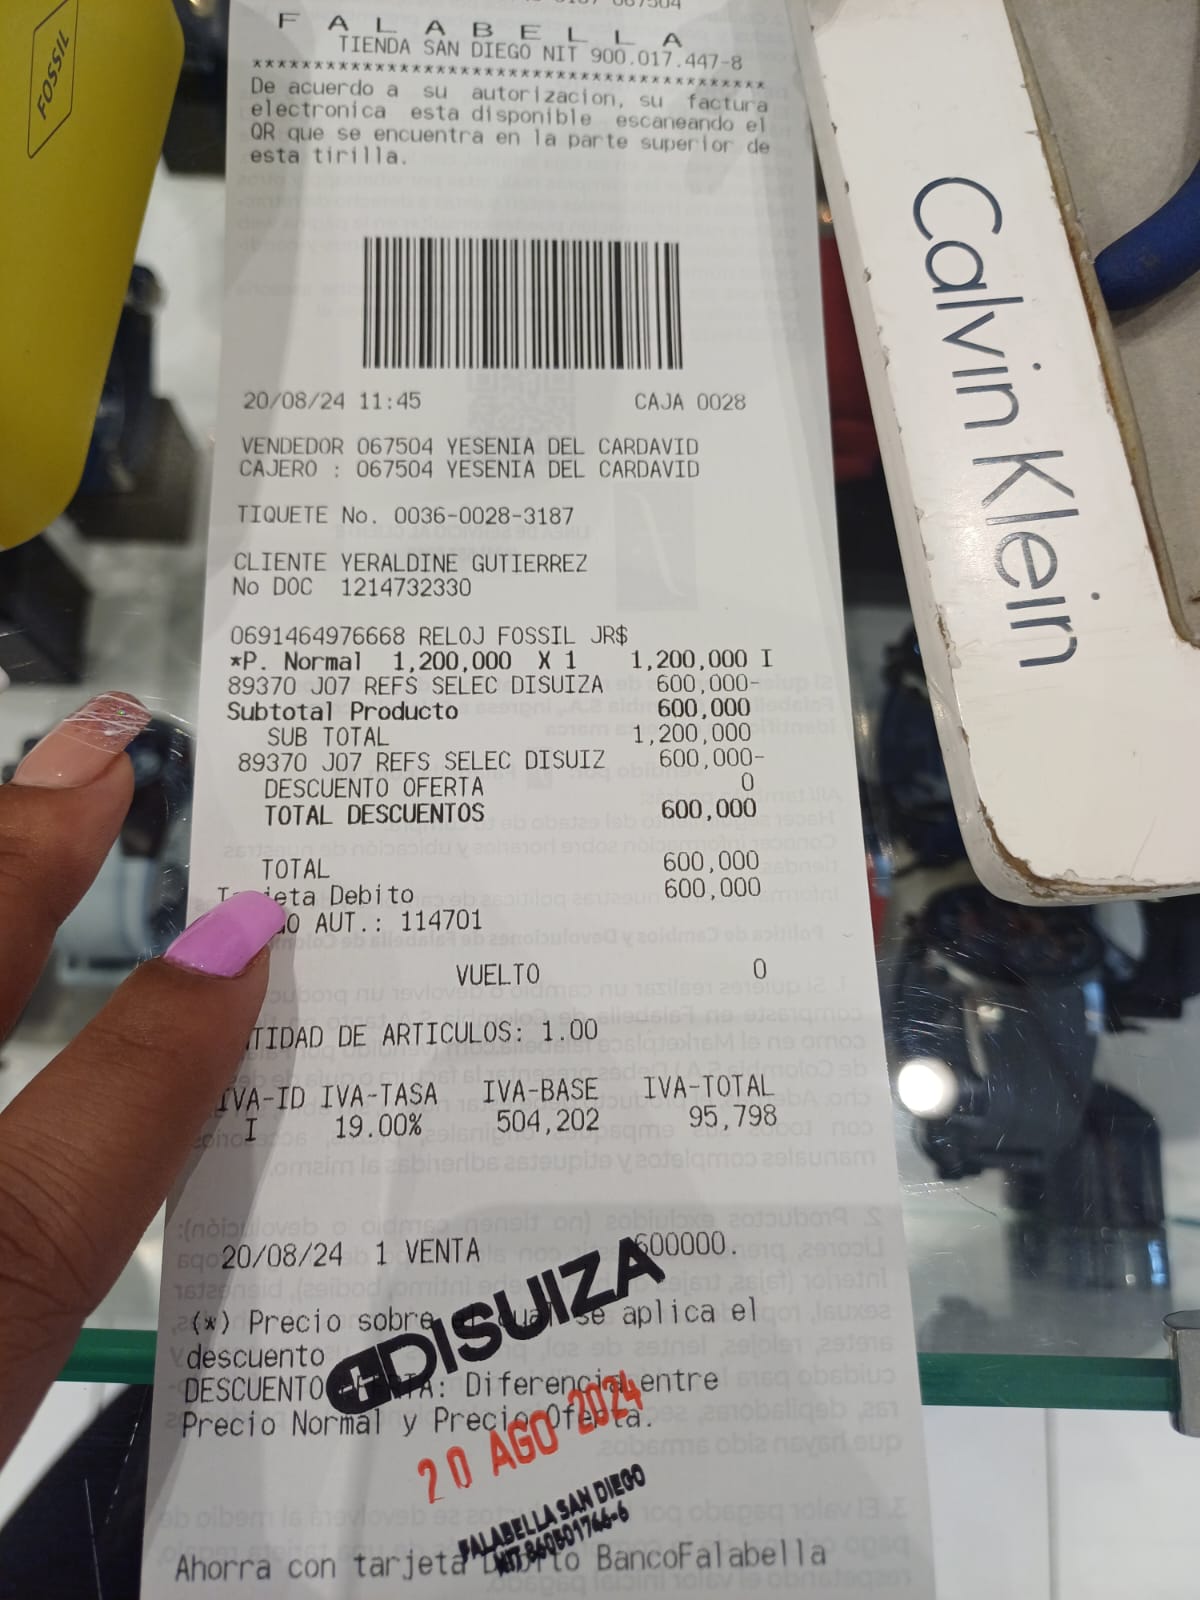 FOSSIL
F A L A B E L L A
TIENDA SAN DIEGO NIT 900.017.447-8
****************************************************
De acuerdo a su autorizacion, su factura
electronica esta disponible escaneando el
QR que se encuentra en la parte superior de
esta tirilla.
20/08/24 11:45 CAJA 0028
VENDEDOR 067504 YESENIA DEL CARDAVID
CAJERO : 067504 YESENIA DEL CARDAVID
TIQUETE No. 0036-0028-3187
CLIENTE YERALDINE GUTIERREZ
No DOC 1214732330
0691464976668 RELOJ FOSSIL JR$
*P. Normal 1,200,000 X 1 1,200,000 I
89370 J07 REFS SELEC DISUIZA 600,000-
Subtotal Producto 600,000
SUB TOTAL 1,200,000
89370 J07 REFS SELEC DISUIZ 600,000-
DESCUENTO OFERTA 0
TOTAL DESCUENTOS 600,000
TOTAL 600,000
Debito 600,000
AUT.: 114701
VUELTO 0
DE ARTICULOS: 1.00
IVA-ID IVA-TASA IVA-BASE IVA-TOTAL
I 19.00% 504,202 95,798
20/08/24 1 VENTA 600000.
(*) Precio sobre el cual se aplica el
descuento
DESCUENTO OFERTA: Diferencia entre
Precio Normal y Precio Oferta.
DISUIZA
20 AGO 2024
FALABELLA SAN DIEGO
NIT 860501766-6
Ahorra con tarjeta Debito BancoFalabella
Calvin Klein